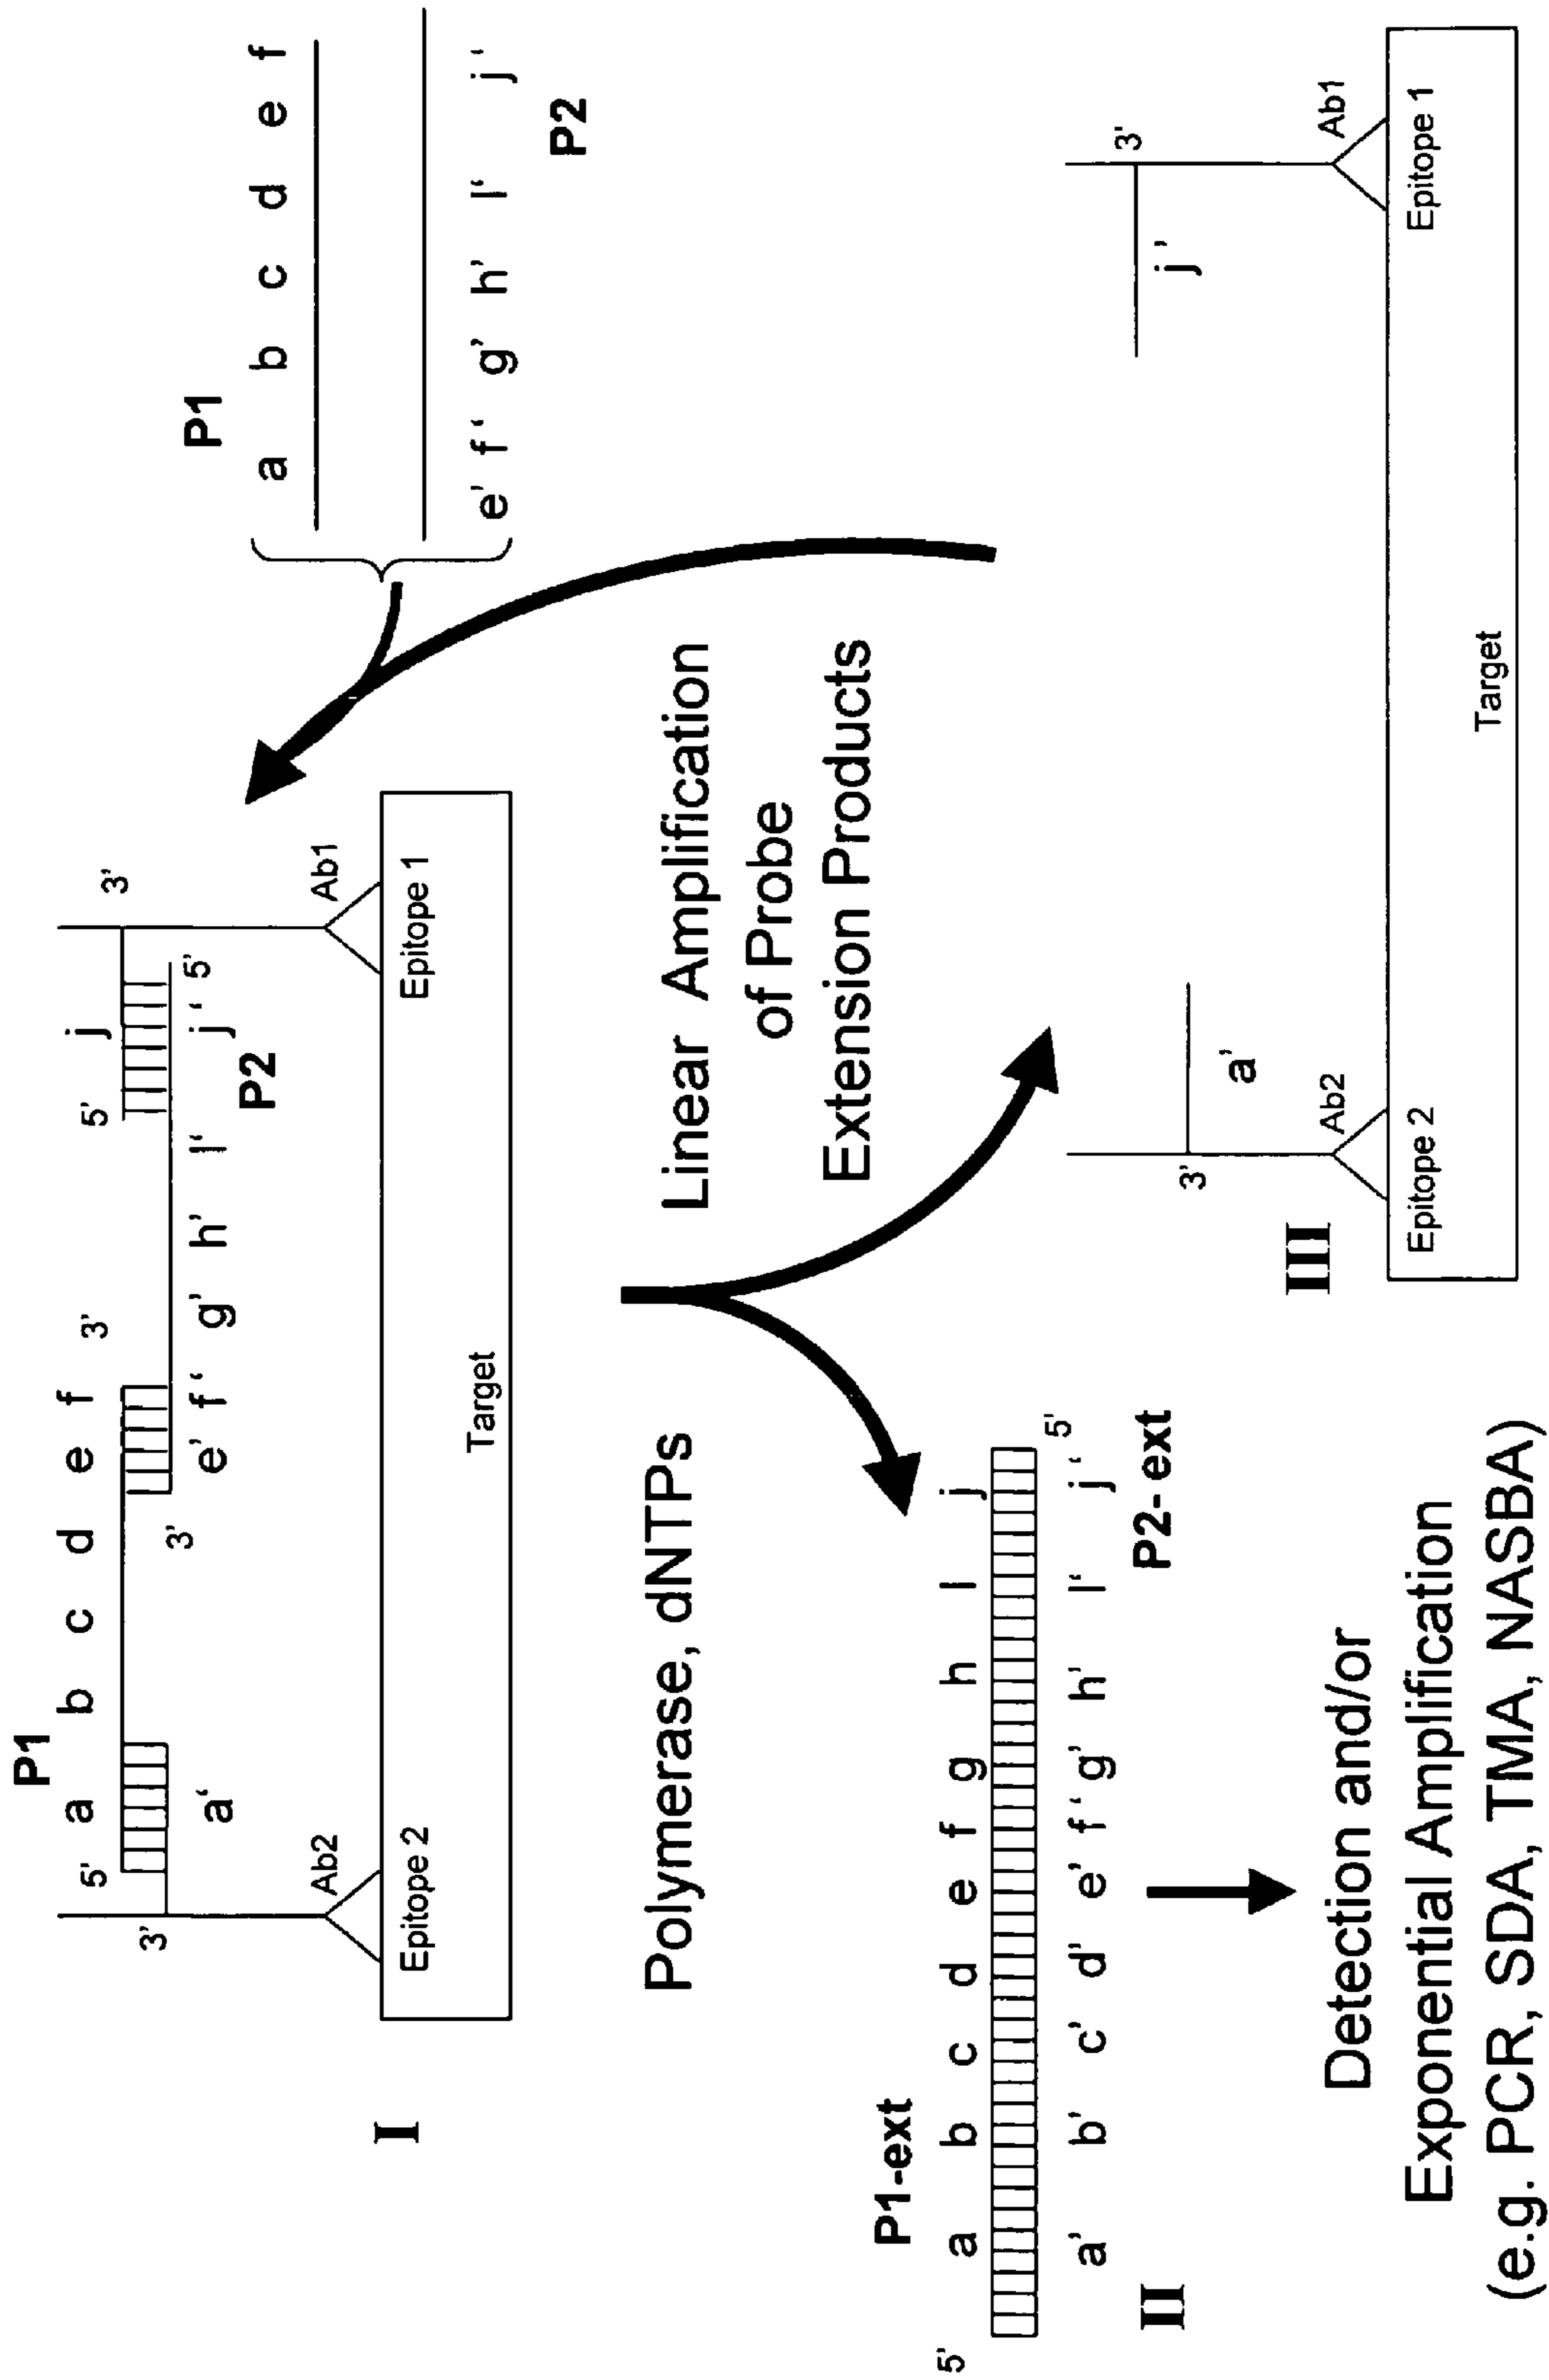 P1
5' a b c d e f 3'
5' j 3'
3' a' 3' e' f' g' h' l' j' 5'
P2
Ab2 Ab1
Epitope 2 Epitope 1
Target
I
P1
a b c d e f
e' f' g' h' l' j'
P2
Polymerase, dNTPs
Linear Amplification
of Probe
Extension Products
P1-ext
5' a b c d e f g h l j
a' b' c' d' e' f' g' h' l' j' 5'
P2-ext
II
Detection and/or
Exponential Amplification
(e.g. PCR, SDA, TMA, NASBA)
III
3' 3'
a' j'
Ab2 Ab1
Epitope 2 Epitope 1
Target